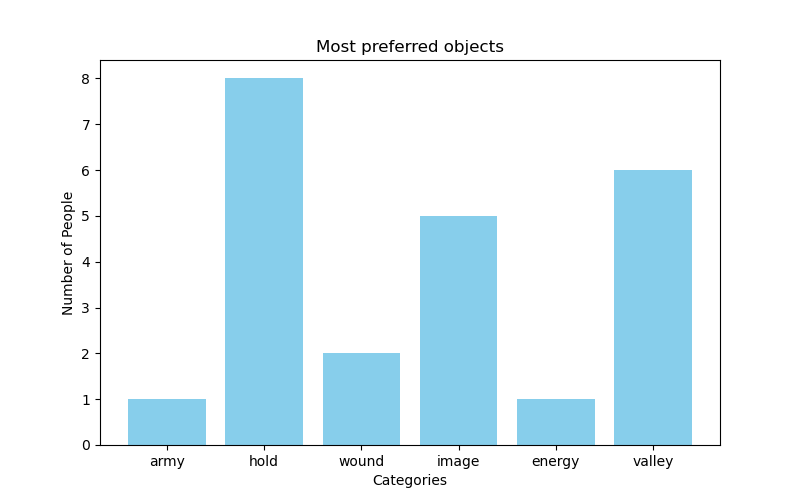 Most preferred objects
8
7
6
5
4
3
2
1
0
Number of People
army hold wound image energy valley
Categories